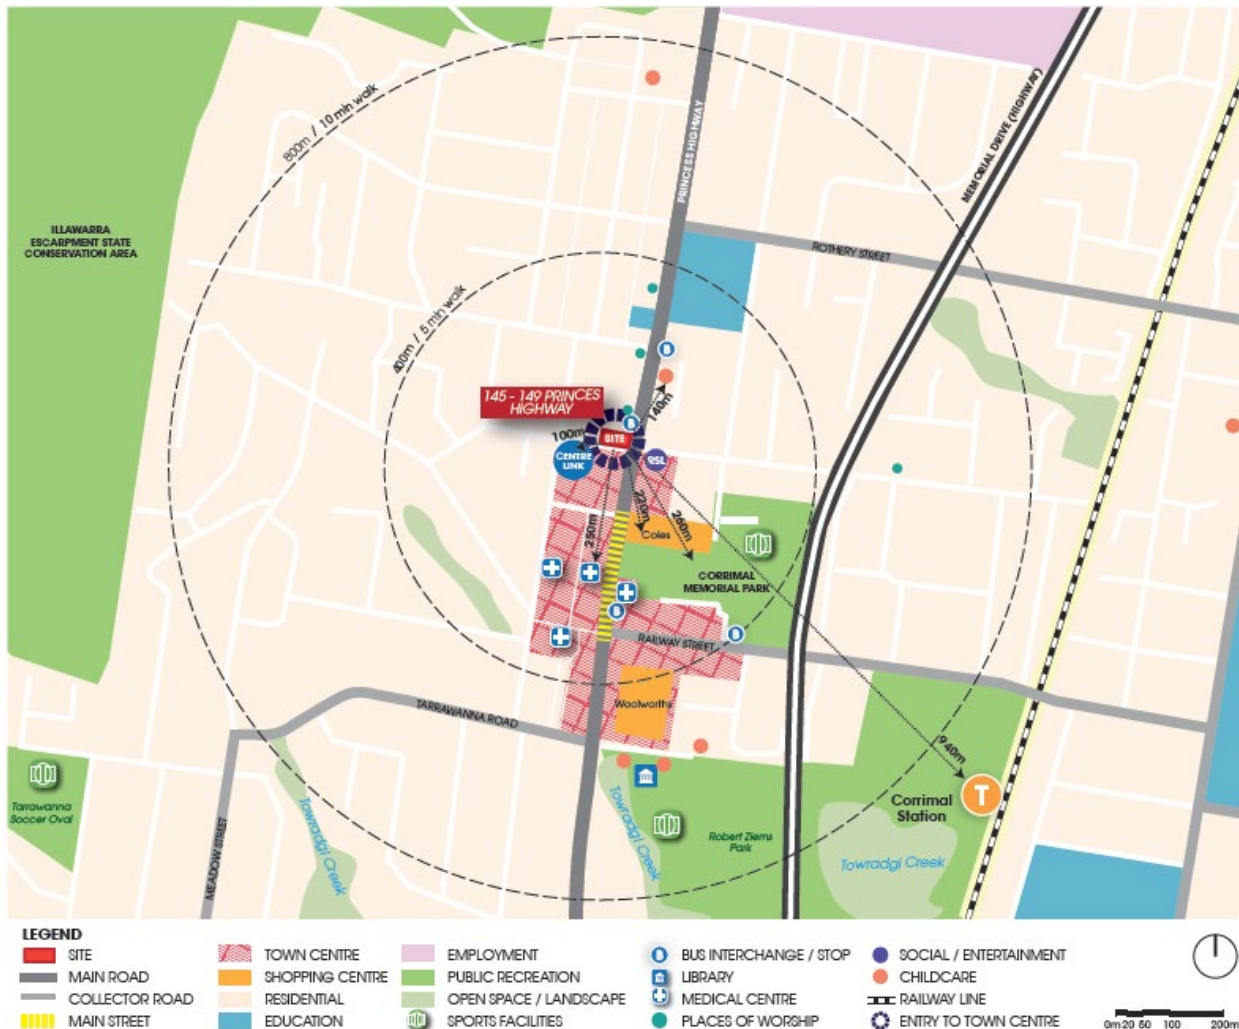 800m / 10 min walk
PRINCESS HIGHWAY
MEMORIAL DRIVE (HIGHWAY)
ILLAWARRA
ESCARPMENT STATE
CONSERVATION AREA
ROTHERY STREET
400m / 5 min walk
B
145 - 149 PRINCES
HIGHWAY
140m
B
100m
SITE
CENTRE
LINK
RSL
220m
260m
250m
Coles
CORRIMAL
MEMORIAL PARK
B
B
RAILWAY STREET
Woolworths
TARRAWANNA ROAD
940m
T
Corrimal
Station
Tarrawanna
Soccer Oval
MEADOW STREET
Towradgi Creek
Towradgi Creek
Robert Ziems
Park
Towradgi Creek
LEGEND
SITE
MAIN ROAD
COLLECTOR ROAD
MAIN STREET
TOWN CENTRE
SHOPPING CENTRE
RESIDENTIAL
EDUCATION
EMPLOYMENT
PUBLIC RECREATION
OPEN SPACE / LANDSCAPE
SPORTS FACILITIES
B BUS INTERCHANGE / STOP
LIBRARY
MEDICAL CENTRE
PLACES OF WORSHIP
SOCIAL / ENTERTAINMENT
CHILDCARE
RAILWAY LINE
ENTRY TO TOWN CENTRE
0m 20 50 100 200m